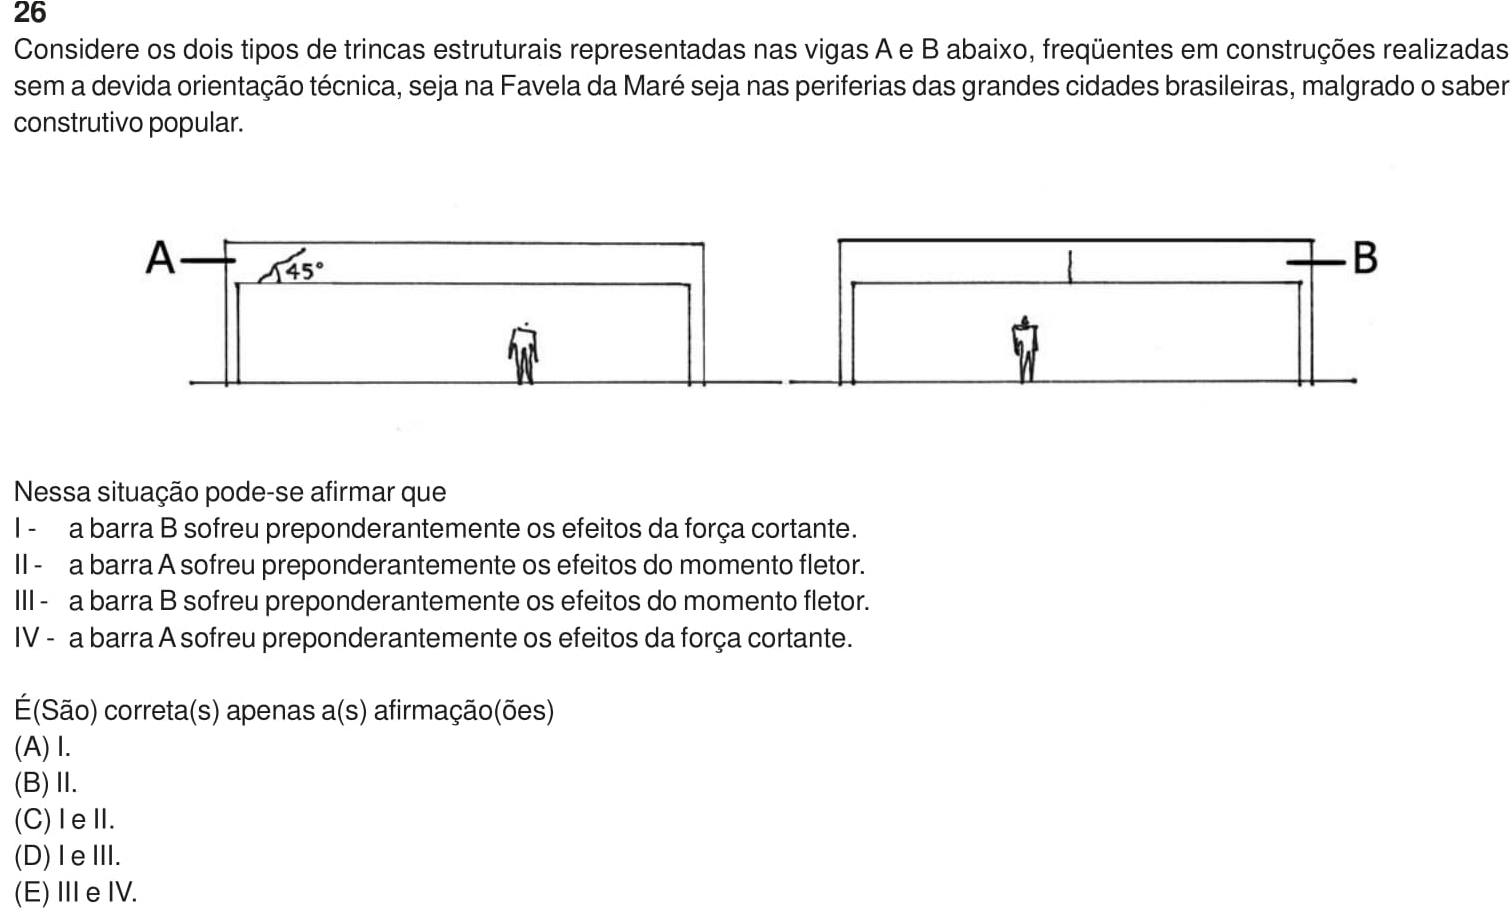 26
Considere os dois tipos de trincas estruturais representadas nas vigas A e B abaixo, freqüentes em construções realizadas
sem a devida orientação técnica, seja na Favela da Maré seja nas periferias das grandes cidades brasileiras, malgrado o saber
construtivo popular.
A
45°
B
Nessa situação pode-se afirmar que
I - a barra B sofreu preponderantemente os efeitos da força cortante.
II - a barra A sofreu preponderantemente os efeitos do momento fletor.
III - a barra B sofreu preponderantemente os efeitos do momento fletor.
IV - a barra A sofreu preponderantemente os efeitos da força cortante.
É(São) correta(s) apenas a(s) afirmação(ões)
(A) I.
(B) II.
(C) I e II.
(D) I e III.
(E) III e IV.